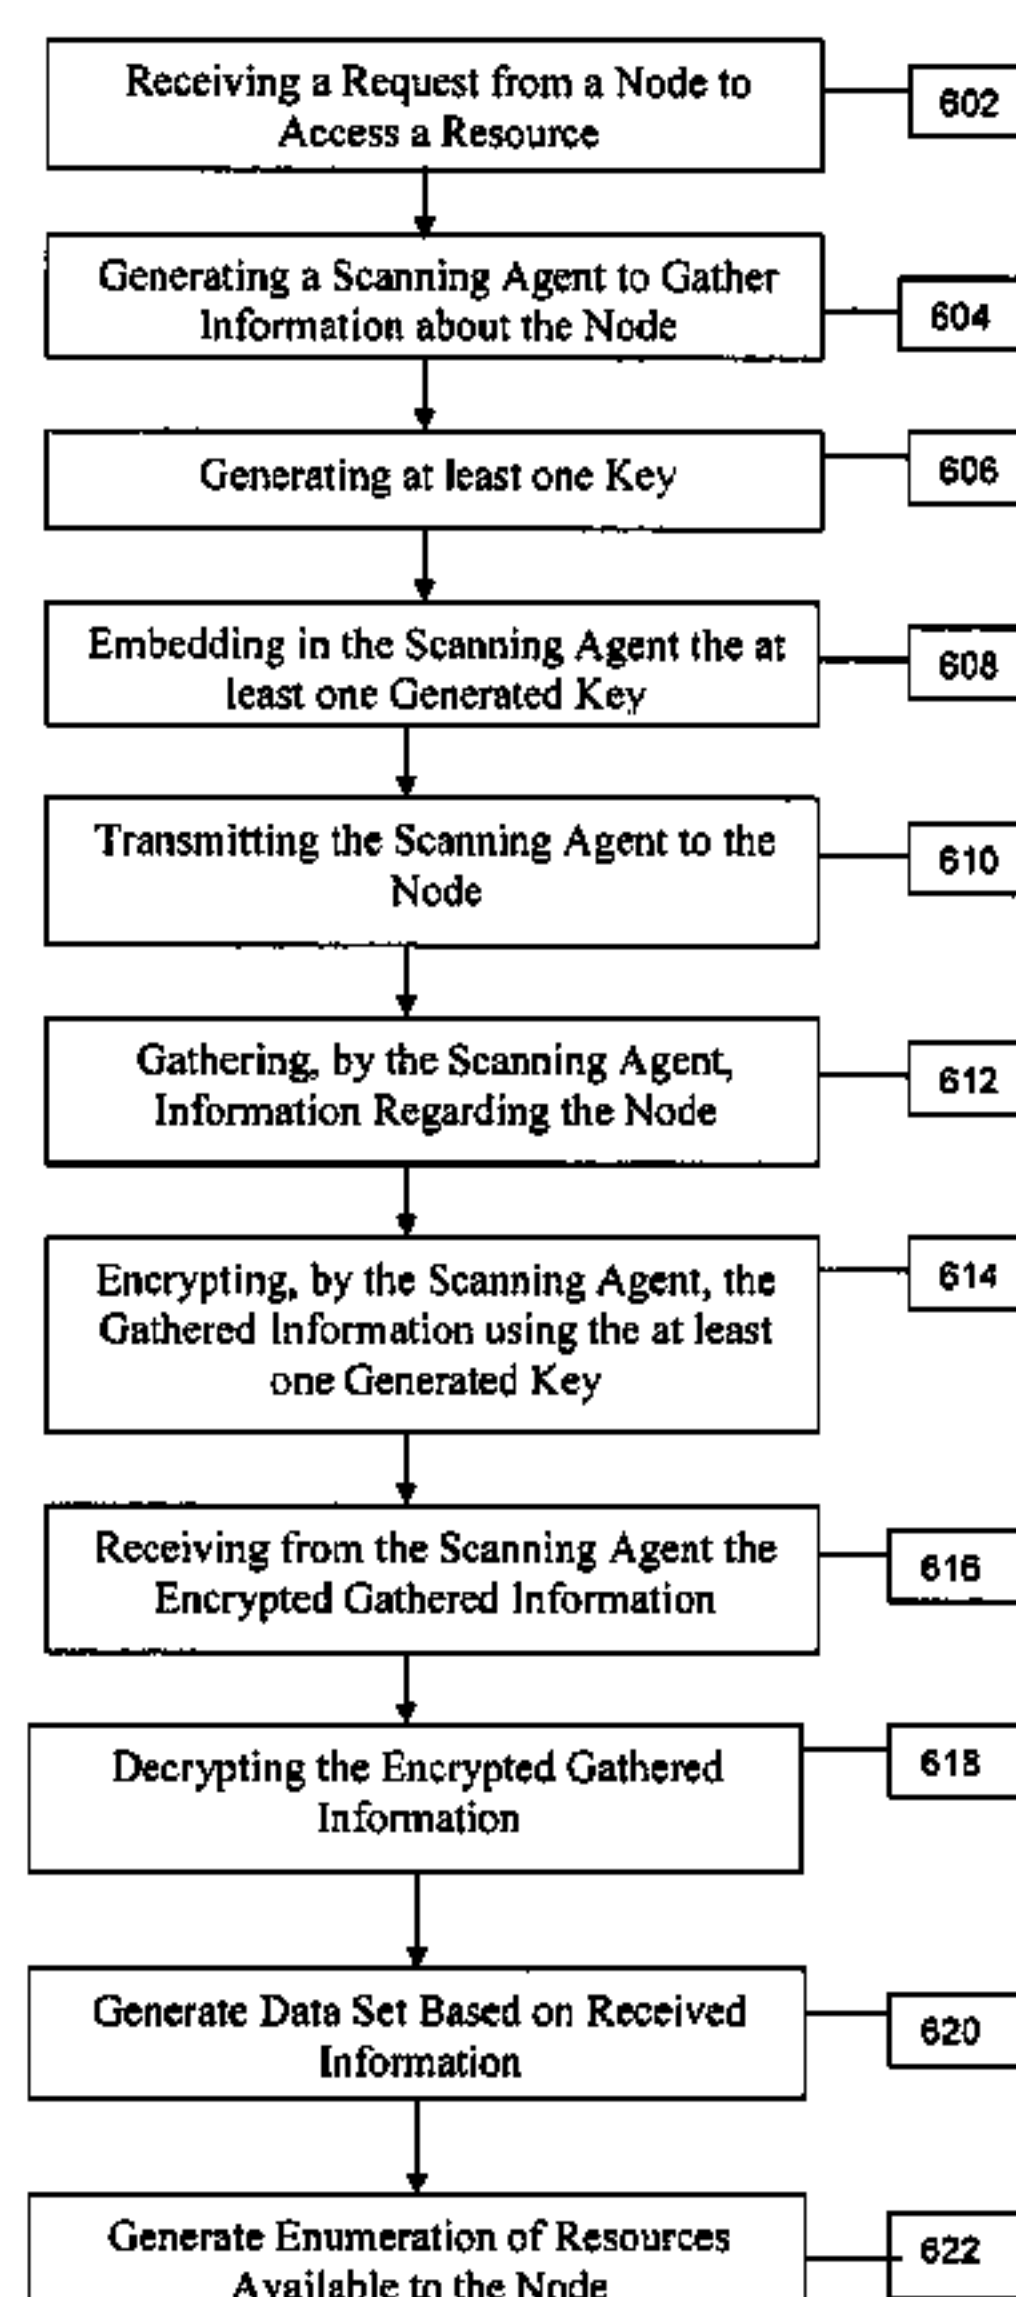 Receiving a Request from a Node to
Access a Resource
602
Generating a Scanning Agent to Gather
Information about the Node
604
Generating at least one Key
606
Embedding in the Scanning Agent the at
least one Generated Key
608
Transmitting the Scanning Agent to the
Node
610
Gathering, by the Scanning Agent,
Information Regarding the Node
612
Encrypting, by the Scanning Agent, the
Gathered Information using the at least
one Generated Key
614
Receiving from the Scanning Agent the
Encrypted Gathered Information
616
Decrypting the Encrypted Gathered
Information
618
Generate Data Set Based on Received
Information
620
Generate Enumeration of Resources
Available to the Node
622